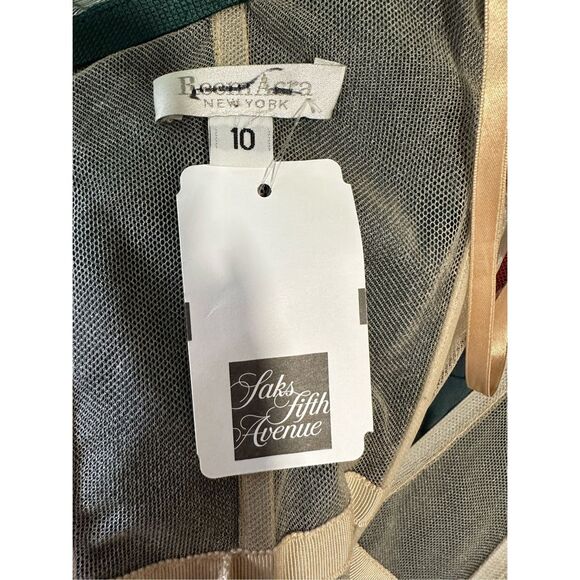 Reem Acra
NEW YORK
10
Saks
Fifth
Avenue